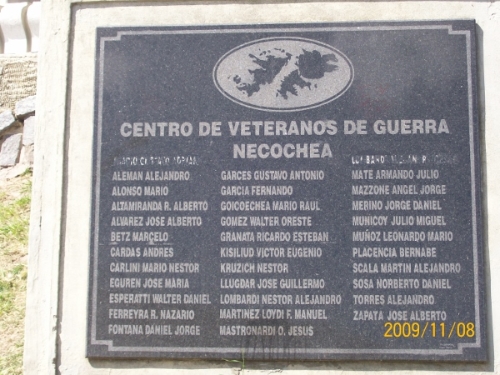 CENTRO DE VETERANOS DE GUERRA
NECOCHEA
ALEMAN ALEJANDRO
ALONSO MARIO
ALTAMIRANDA R. ALBERTO
ALVAREZ JOSE ALBERTO
BETZ MARCELO
CARDAS ANDRES
CARLINI MARIO NESTOR
EGUREN JOSE MARIA
ESPERATTI WALTER DANIEL
FERREYRA R. NAZARIO
FONTANA DANIEL JORGE
GARCES GUSTAVO ANTONIO
GARCIA FERNANDO
GOICOECHEA MARIO RAUL
GOMEZ WALTER ORESTE
GRANATA RICARDO ESTEBAN
KISILIUD VICTOR EUGENIO
KRUZICH NESTOR
LLUGDAR JOSE GUILLERMO
LOMBARDI NESTOR ALEJANDRO
MARTINEZ LOYDI F. MANUEL
MASTRONARDI O. JESUS
MATE ARMANDO JULIO
MAZZONE ANGEL JORGE
MERINO JORGE DANIEL
MUNICOY JULIO MIGUEL
MUÑOZ LEONARDO MARIO
PLACENCIA BERNABE
SCALA MARTIN ALEJANDRO
SOSA NORBERTO DANIEL
TORRES ALEJANDRO
ZAPATA JOSE ALBERTO
2009/11/08